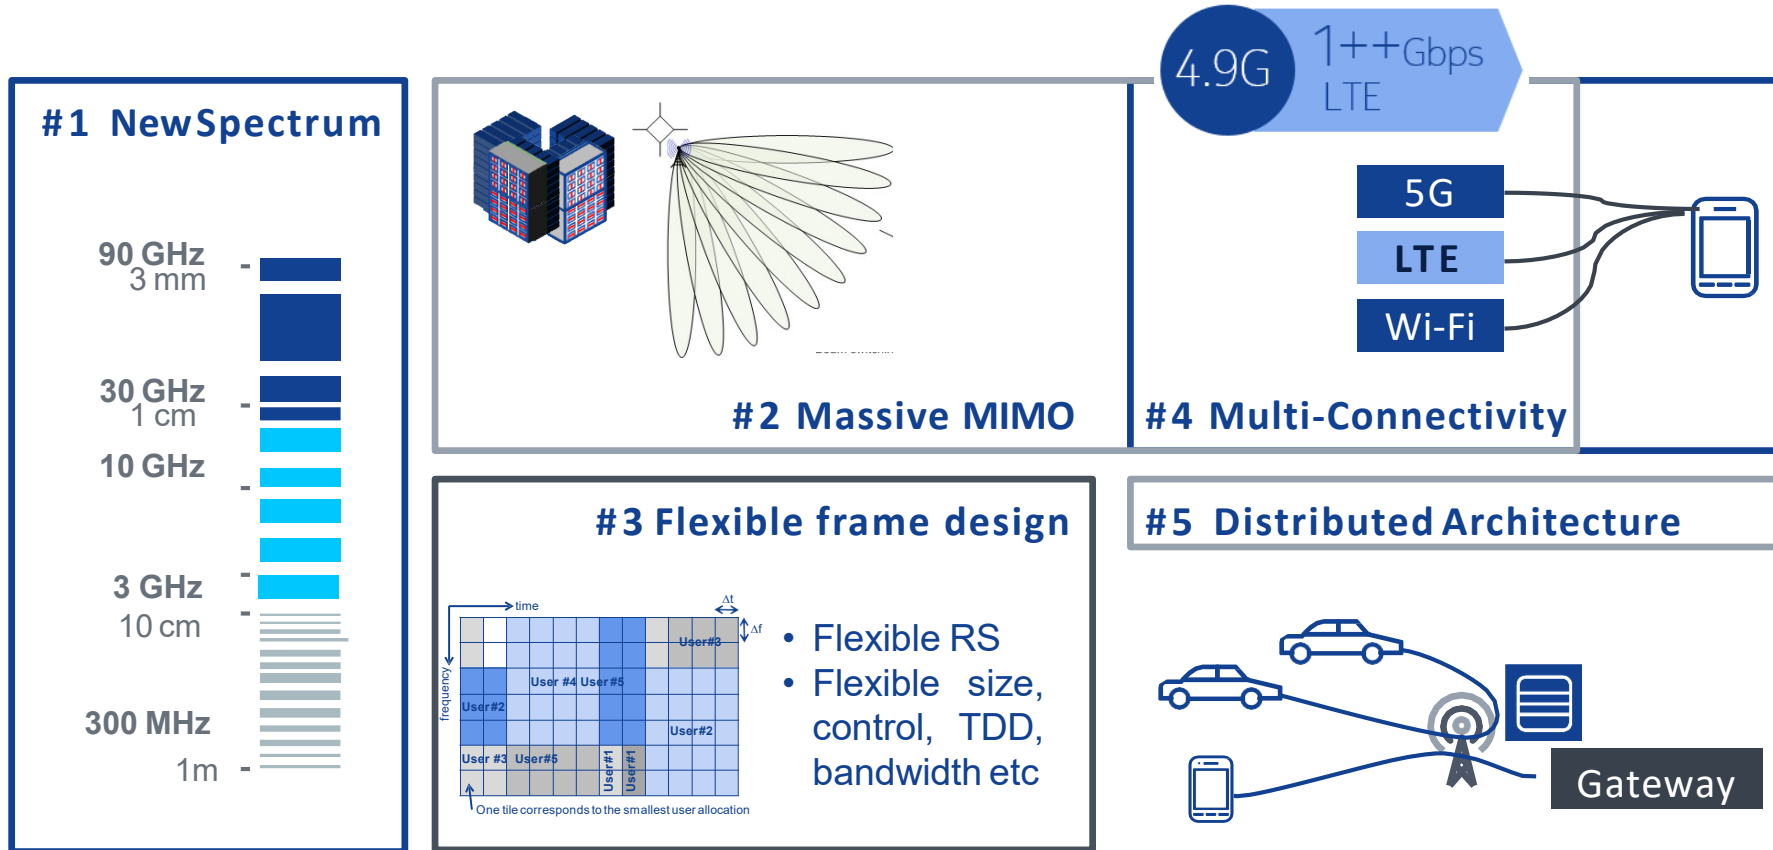 4.9G
1++Gbps
LTE
#1 New Spectrum
90 GHz
3 mm
30 GHz
1 cm
10 GHz
3 GHz
10 cm
300 MHz
1m
#2 Massive MIMO
5G
LTE
Wi-Fi
#4 Multi-Connectivity
#3 Flexible frame design
time
Δt
Δf
frequency
User#3
User #4 User#5
User#2
User#2
User #3 User#5
User#1
User#1
One tile corresponds to the smallest user allocation
• Flexible RS
• Flexible size,
control, TDD,
bandwidth etc
#5 Distributed Architecture
Gateway